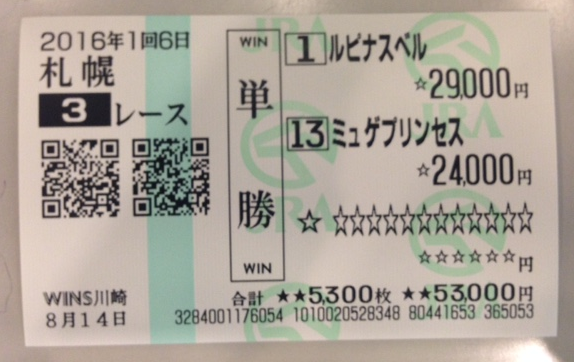 2016年1回6日
札幌
3レース
WINS川崎
8月14日
WIN
単勝
WIN
1 ルピナスベル
☆29,000円
13 ミュゲプリンセス
☆24,000円
☆ ☆☆☆☆☆☆☆☆☆☆☆☆
☆☆☆☆☆☆円
合計 ★★5,300枚 ★★53,000円
3284001176054 1010020528348 80441653 365053
JRA
JRA